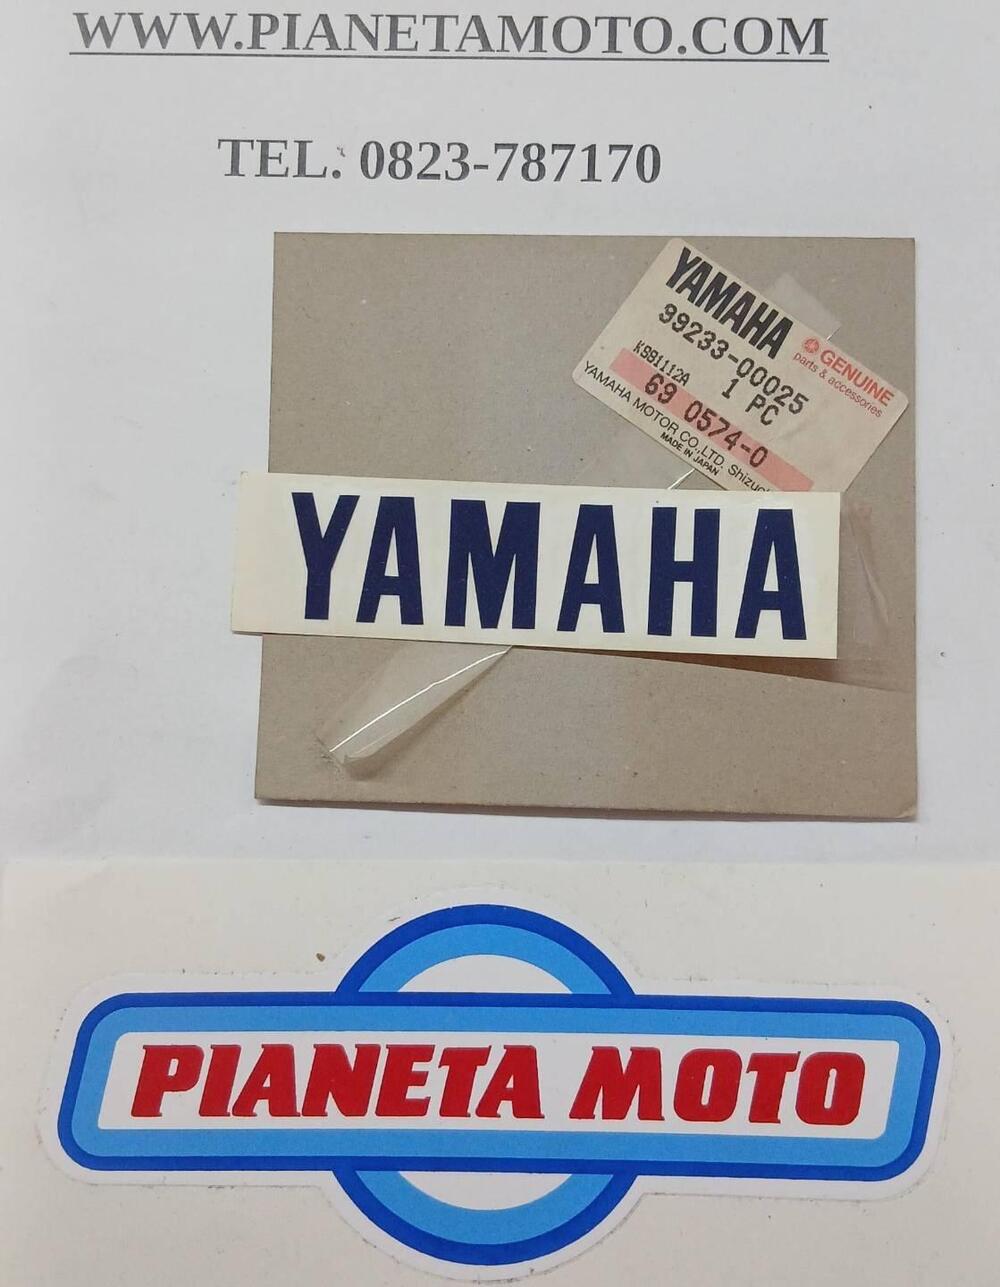 WWW.PIANETAMOTO.COM
TEL. 0823-787170
YAMAHA
GENUINE
parts & accessories
99233-00025
K981112A 1 PC
69 0574-0
YAMAHA MOTOR CO.,LTD.
MADE IN JAPAN
YAMAHA
PIANETA MOTO